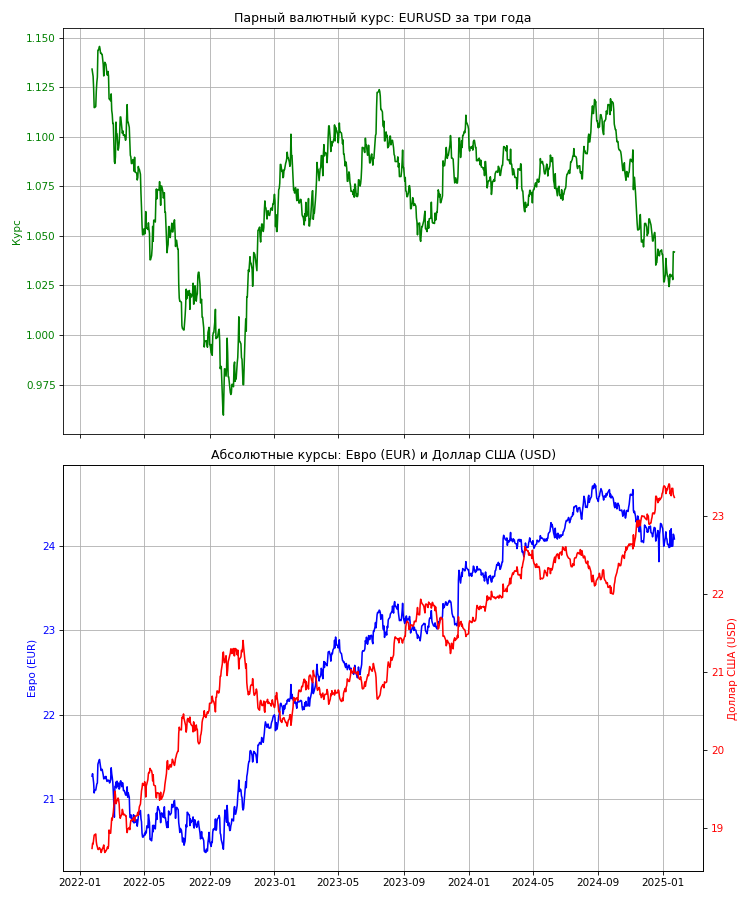 Парный валютный курс: EURUSD за три года
1.150
1.125
1.100
1.075
1.050
1.025
1.000
0.975
Курс
Абсолютные курсы: Евро (EUR) и Доллар США (USD)
24
23
22
21
Евро (EUR)
23
22
21
20
19
Доллар США (USD)
2022-01 2022-05 2022-09 2023-01 2023-05 2023-09 2024-01 2024-05 2024-09 2025-01